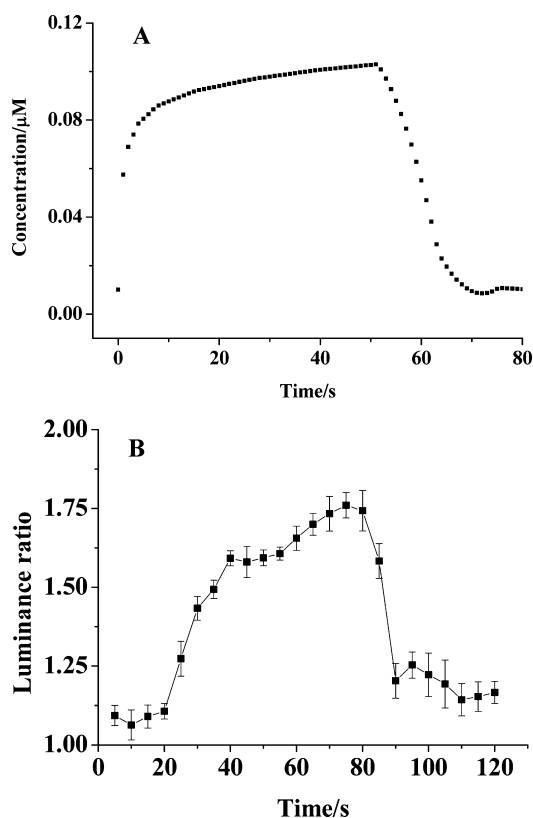 A
Concentration/μM
0.12
0.08
0.04
0.00
0 20 40 60 80
Time/s
B
Luminance ratio
2.00
1.75
1.50
1.25
1.00
0 20 40 60 80 100 120
Time/s